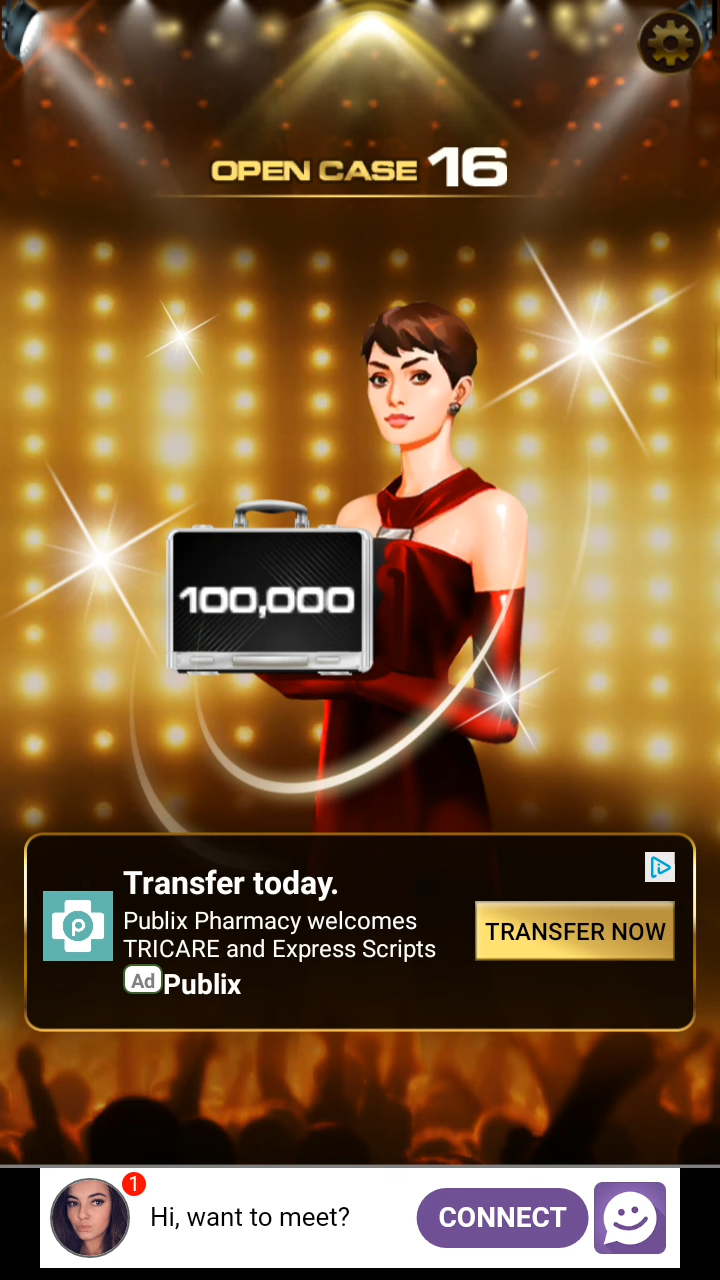 OPEN CASE 16
100,000
Transfer today.
Publix Pharmacy welcomes
TRICARE and Express Scripts
Ad Publix
TRANSFER NOW
p
1
Hi, want to meet?
CONNECT